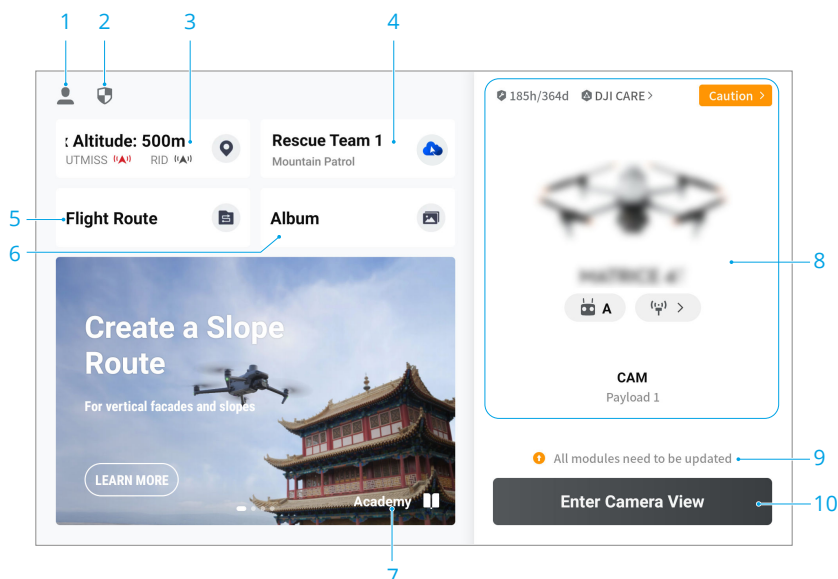 1
2
3
4
185h/364d
DJI CARE >
Caution >
: Altitude: 500m
UTMISS
RID
Rescue Team 1
Mountain Patrol
5
Flight Route
Album
6
8
A
CAM
Payload 1
Create a Slope
Route
For vertical facades and slopes
LEARN MORE
Academy
All modules need to be updated
9
Enter Camera View
10
7